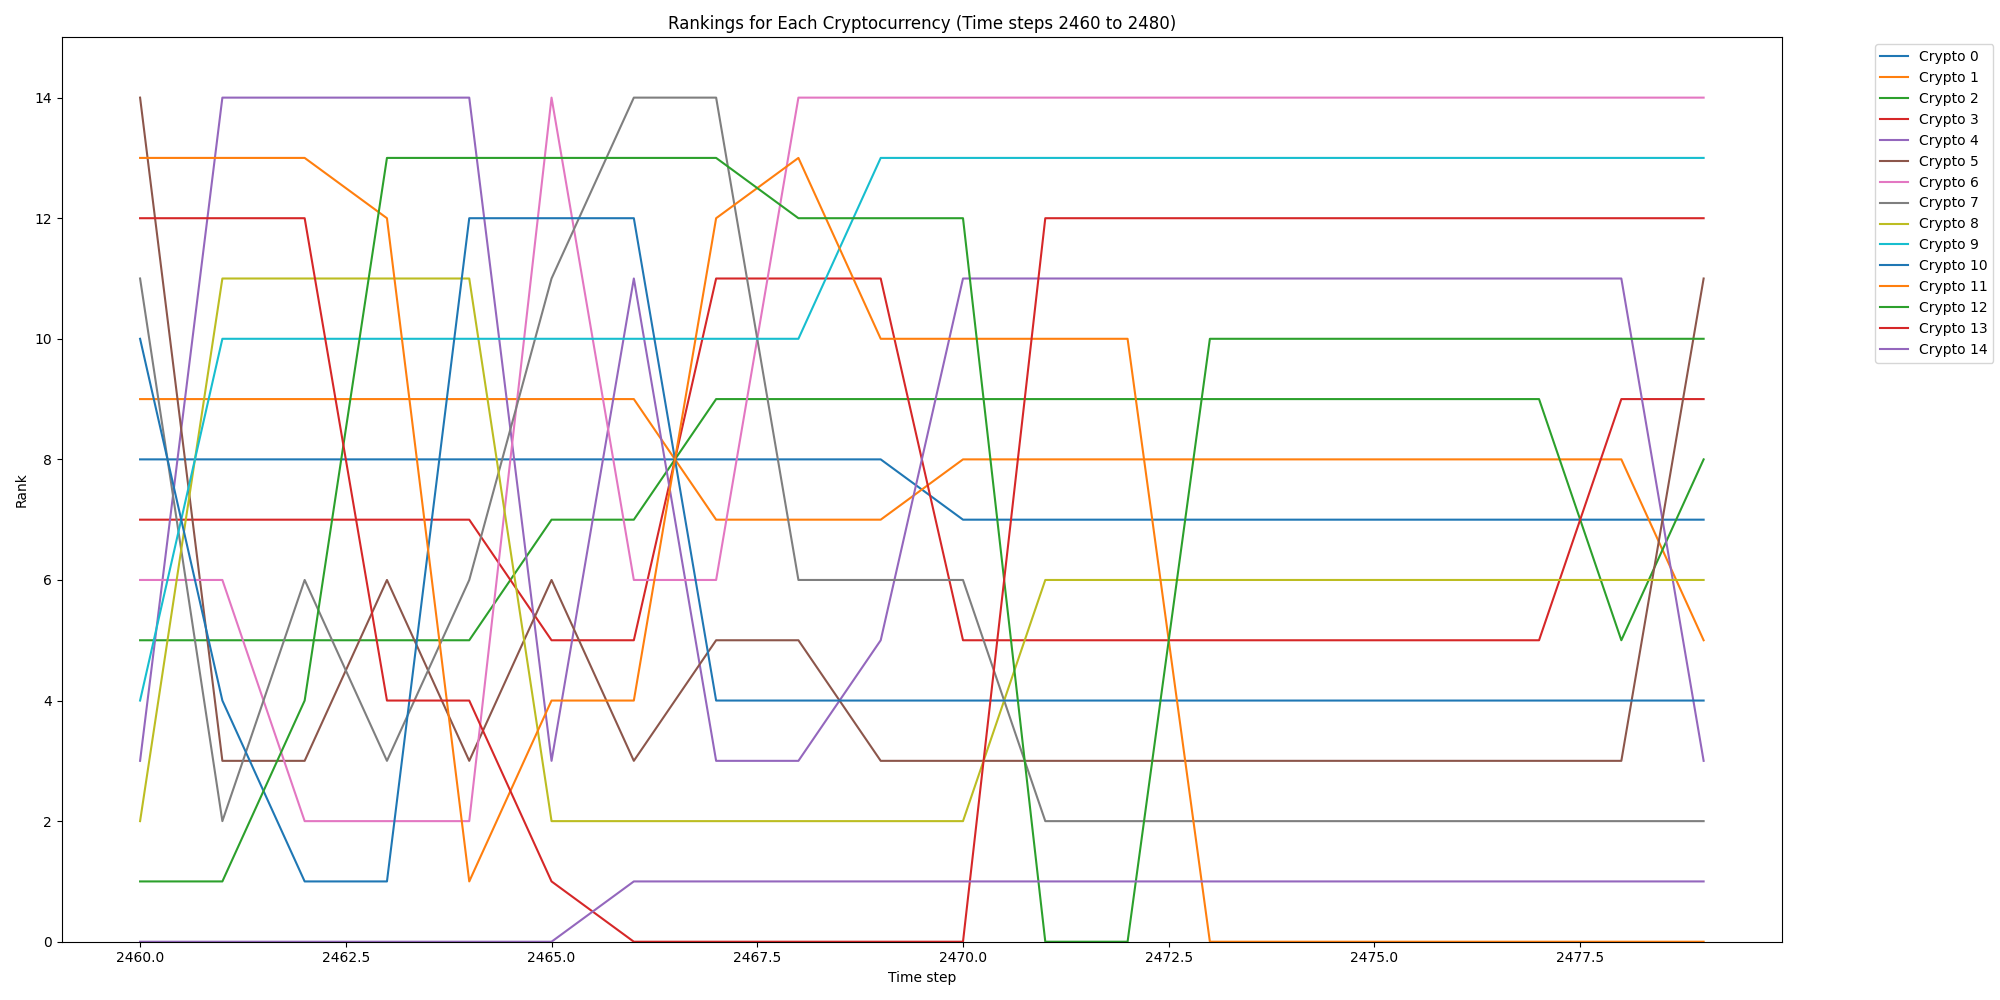 Rankings for Each Cryptocurrency (Time steps 2460 to 2480)
Rank
14
12
10
8
6
4
2
0
2460.0 2462.5 2465.0 2467.5 2470.0 2472.5 2475.0 2477.5
Time step
Crypto 0
Crypto 1
Crypto 2
Crypto 3
Crypto 4
Crypto 5
Crypto 6
Crypto 7
Crypto 8
Crypto 9
Crypto 10
Crypto 11
Crypto 12
Crypto 13
Crypto 14